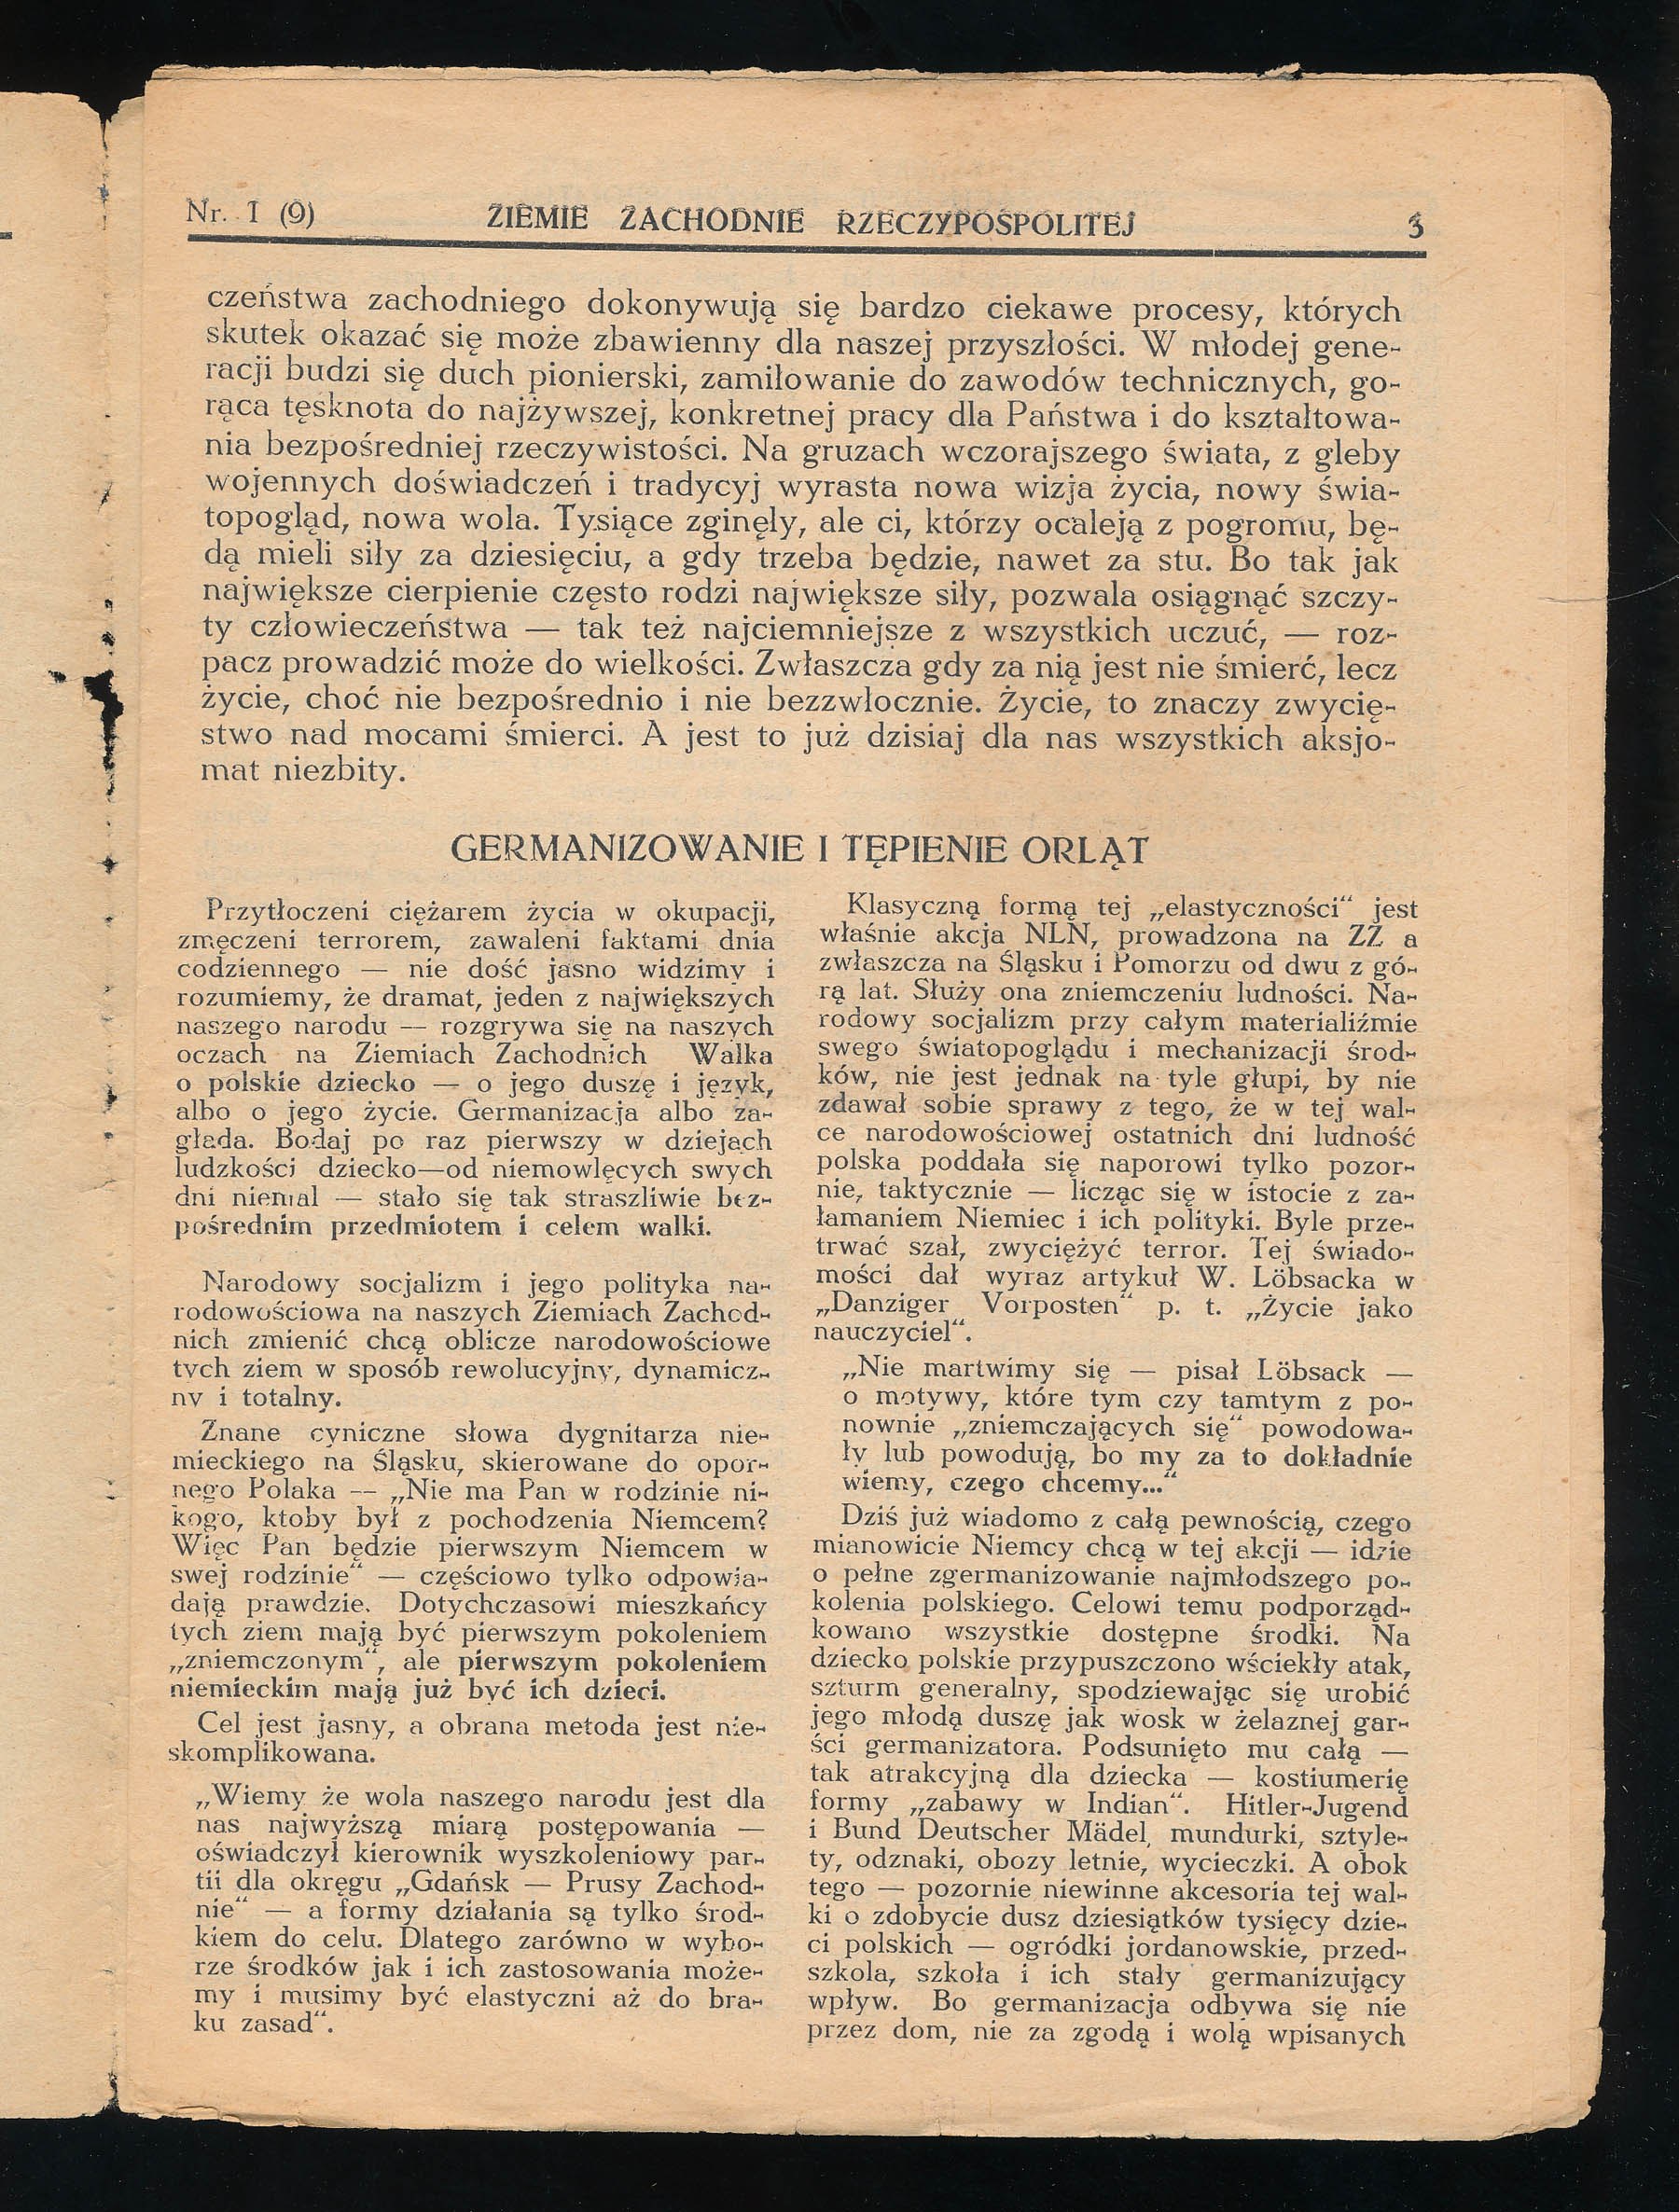 Nr. 1 (9)
ZIEMIE ZACHODNIE RZECZYPOSPOLITEJ
3
czeństwa zachodniego dokonywują się bardzo ciekawe procesy, których
skutek okazać się może zbawienny dla naszej przyszłości. W młodej gene-
racji budzi się duch pionierski, zamiłowanie do zawodów technicznych, go-
rąca tęsknota do najżywszej, konkretnej pracy dla Państwa i do kształtowa-
nia bezpośredniej rzeczywistości. Na gruzach wczorajszego świata, z gleby
wojennych doświadczeń i tradycyj wyrasta nowa wizja życia, nowy świa-
topogląd, nowa wola. Tysiące zginęły, ale ci, którzy ocaleją z pogromu, bę-
dą mieli siły za dziesięciu, a gdy trzeba będzie, nawet za stu. Bo tak jak
największe cierpienie często rodzi największe siły, pozwala osiągnąć szczy-
ty człowieczeństwa — tak też najciemniejsze z wszystkich uczuć, — roz-
pacz prowadzić może do wielkości. Zwłaszcza gdy za nią jest nie śmierć, lecz
życie, choć nie bezpośrednio i nie bezzwłocznie. Życie, to znaczy zwycię-
stwo nad mocami śmierci. A jest to już dzisiaj dla nas wszystkich aksjo-
mat niezbity.
GERMANIZOWANIE I TĘPIENIE ORLĄT
Przytłoczeni ciężarem życia w okupacji,
zmęczeni terrorem, zawaleni faktami dnia
codziennego — nie dość jasno widzimy i
rozumiemy, że dramat, jeden z największych
naszego narodu — rozgrywa się na naszych
oczach na Ziemiach Zachodnich Walka
o polskie dziecko — o jego duszę i język,
albo o jego życie. Germanizacja albo za-
głada. Bodaj po raz pierwszy w dziejach
ludzkości dziecko—od niemowlęcych swych
dni niemal — stało się tak straszliwie bez-
pośrednim przedmiotem i celem walki.
Narodowy socjalizm i jego polityka na-
rodowościowa na naszych Ziemiach Zachod-
nich zmienić chcą oblicze narodowościowe
tych ziem w sposób rewolucyjny, dynamicz-
ny i totalny.
Znane cyniczne słowa dygnitarza nie-
mieckiego na Śląsku, skierowane do opor-
nego Polaka — „Nie ma Pan w rodzinie ni-
kogo, ktoby był z pochodzenia Niemcem?
Więc Pan będzie pierwszym Niemcem w
swej rodzinie“ — częściowo tylko odpowia-
dają prawdzie. Dotychczasowi mieszkańcy
tych ziem mają być pierwszym pokoleniem
„zniemczonym“, ale pierwszym pokoleniem
niemieckim mają już być ich dzieci.
Cel jest jasny, a obrana metoda jest nie-
skomplikowana.
„Wiemy że wola naszego narodu jest dla
nas najwyższą miarą postępowania —
oświadczył kierownik wyszkoleniowy par-
tii dla okręgu „Gdańsk — Prusy Zachod-
nie“ — a formy działania są tylko środ-
kiem do celu. Dlatego zarówno w wybo-
rze środków jak i ich zastosowania może-
my i musimy być elastyczni aż do bra-
ku zasad“.
Klasyczną formą tej „elastyczności“ jest
właśnie akcja NLN, prowadzona na ZZ a
zwłaszcza na Śląsku i Pomorzu od dwu z gó-
rą lat. Służy ona zniemczeniu ludności. Na-
rodowy socjalizm przy całym materialiźmie
swego światopoglądu i mechanizacji środ-
ków, nie jest jednak na tyle głupi, by nie
zdawał sobie sprawy z tego, że w tej wal-
ce narodowościowej ostatnich dni ludność
polska poddała się naporowi tylko pozor-
nie, taktycznie — licząc się w istocie z za-
łamaniem Niemiec i ich polityki. Byle prze-
trwać szał, zwyciężyć terror. Tej świado-
mości dał wyraz artykuł W. Löbsacka w
„Danziger Vorposten“ p. t. „Życie jako
nauczyciel“.
„Nie martwimy się — pisał Löbsack —
o motywy, które tym czy tamtym z po-
nownie „zniemczających się“ powodowa-
ły lub powodują, bo my za to dokładnie
wiemy, czego chcemy...“
Dziś już wiadomo z całą pewnością, czego
mianowicie Niemcy chcą w tej akcji — idzie
o pełne zgermanizowanie najmłodszego po-
kolenia polskiego. Celowi temu podporząd-
kowano wszystkie dostępne środki. Na
dziecko polskie przypuszczono wściekły atak,
szturm generalny, spodziewając się urobić
jego młodą duszę jak wosk w żelaznej gar-
ści germanizatora. Podsunięto mu całą —
tak atrakcyjną dla dziecka — kostiumerię
formy „zabawy w Indian“. Hitler-Jugend
i Bund Deutscher Mädel, mundurki, sztyle-
ty, odznaki, obozy letnie, wycieczki. A obok
tego — pozornie niewinne akcesoria tej wal-
ki o zdobycie dusz dziesiątków tysięcy dzie-
ci polskich — ogródki jordanowskie, przed-
szkola, szkoła i ich stały germanizujący
wpływ. Bo germanizacja odbywa się nie
przez dom, nie za zgodą i wolą wpisanych